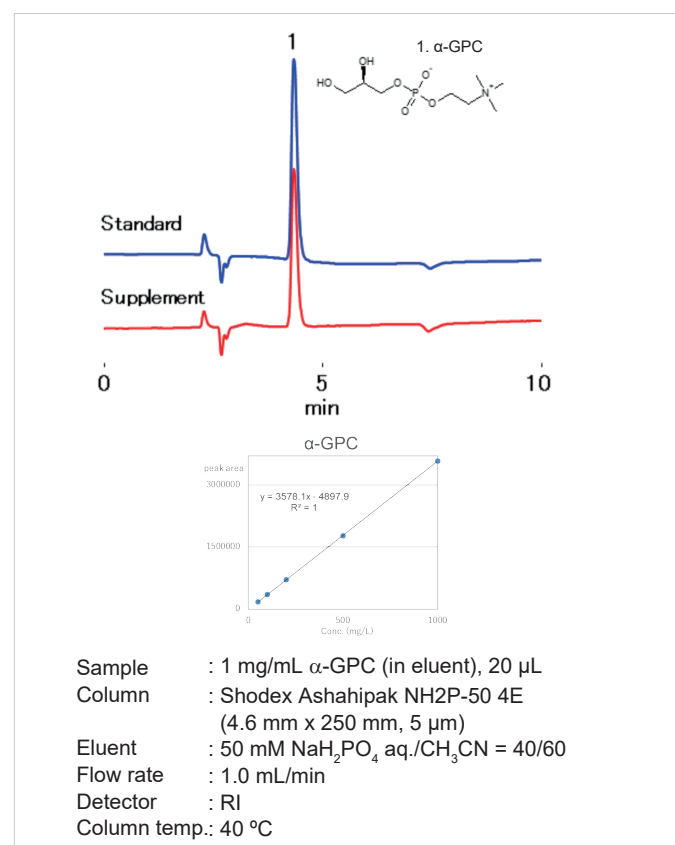 1
1. α-GPC
OH
HO
O
O⁻
P
O
O
N⁺
Standard
Supplement
0 5 10
min
α-GPC
peak area
3000000
y = 3578.1x - 4897.9
R² = 1
1500000
0
0 500 1000
Conc. (mg/L)
Sample : 1 mg/mL α-GPC (in eluent), 20 µL
Column : Shodex Ashahipak NH2P-50 4E
(4.6 mm x 250 mm, 5 µm)
Eluent : 50 mM NaH₂PO₄ aq./CH₃CN = 40/60
Flow rate : 1.0 mL/min
Detector : RI
Column temp.: 40 ºC